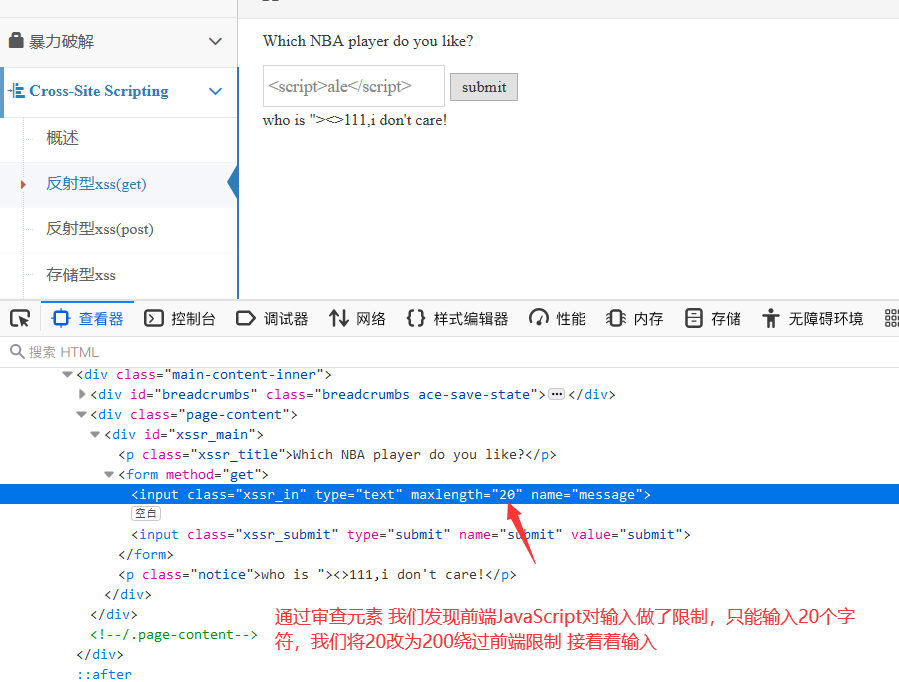 暴力破解
Cross-Site Scripting
概述
反射型xss(get)
反射型xss(post)
存储型xss
Which NBA player do you like?
<script>ale</script>
submit
who is "><>111,i don't care!
查看器
控制台
调试器
网络
样式编辑器
性能
内存
存储
无障碍环境
搜索 HTML
<div class="main-content-inner">
<div id="breadcrumbs" class="breadcrumbs ace-save-state">
</div>
<div class="page-content">
<div id="xssr_main">
<p class="xssr_title">Which NBA player do you like?</p>
<form method="get">
<input class="xssr_in" type="text" maxlength="20" name="message">
空白
<input class="xssr_submit" type="submit" name="submit" value="submit">
</form>
<p class="notice">who is "><>111,i don't care!</p>
</div>
</div>
<!--/.page-content-->
</div>
::after
通过审查元素 我们发现前端JavaScript对输入做了限制，只能输入20个字
符，我们将20改为200绕过前端限制 接着着输入